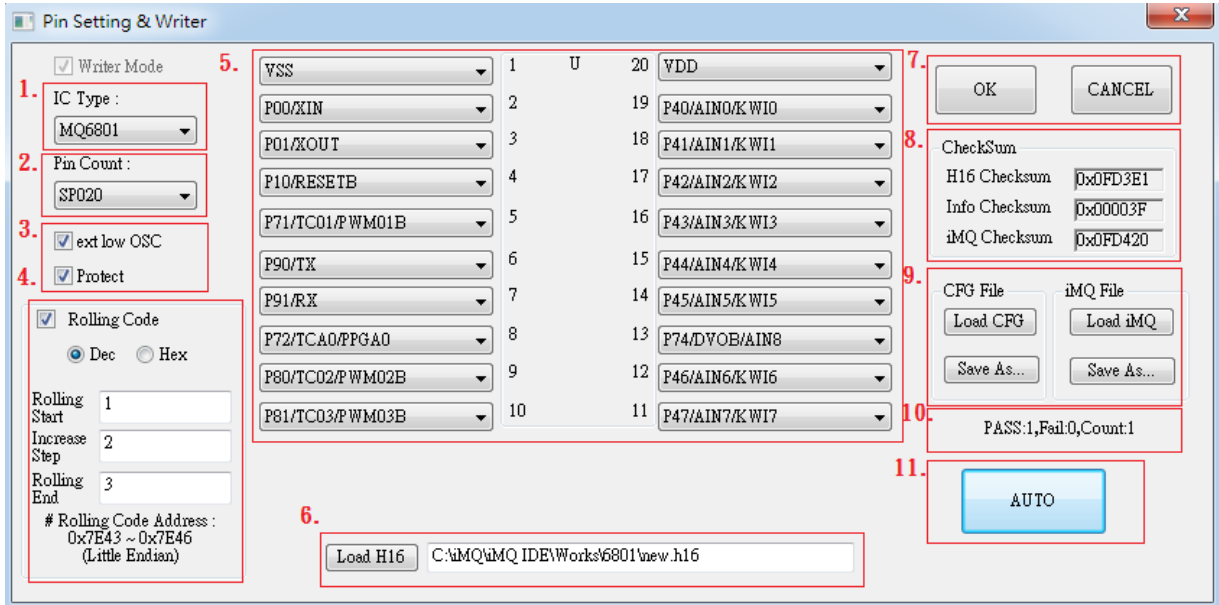 Pin Setting & Writer
x
Writer Mode
1.
IC Type :
MQ6801
2.
Pin Count :
SPO20
3.
ext low OSC
4.
Protect
Rolling Code
Dec Hex
Rolling Start 1
Increase Step 2
Rolling End 3
# Rolling Code Address :
0x7E43 ~ 0x7E46
(Little Endian)
5.
VSS 1 U 20 VDD
P00/XIN 2 19 P40/AIN0/KWI0
P01/XOUT 3 18 P41/AIN1/KWI1
P10/RESETB 4 17 P42/AIN2/KWI2
P71/TC01/PWM01B 5 16 P43/AIN3/KWI3
P90/TX 6 15 P44/AIN4/KWI4
P91/RX 7 14 P45/AIN5/KWI5
P72/TCA0/PPGA0 8 13 P74/DVOB/AIN8
P80/TC02/PWM02B 9 12 P46/AIN6/KWI6
P81/TC03/PWM03B 10 11 P47/AIN7/KWI7
6.
Load H16 C:\iMQ\iMQ IDE\Works\6801\new.h16
7.
OK CANCEL
8.
CheckSum
H16 Checksum 0x0FD3E1
Info Checksum 0x00003F
iMQ Checksum 0x0FD420
9.
CFG File iMQ File
Load CFG Load iMQ
Save As... Save As...
10.
PASS:1,Fail:0,Count:1
11.
AUTO